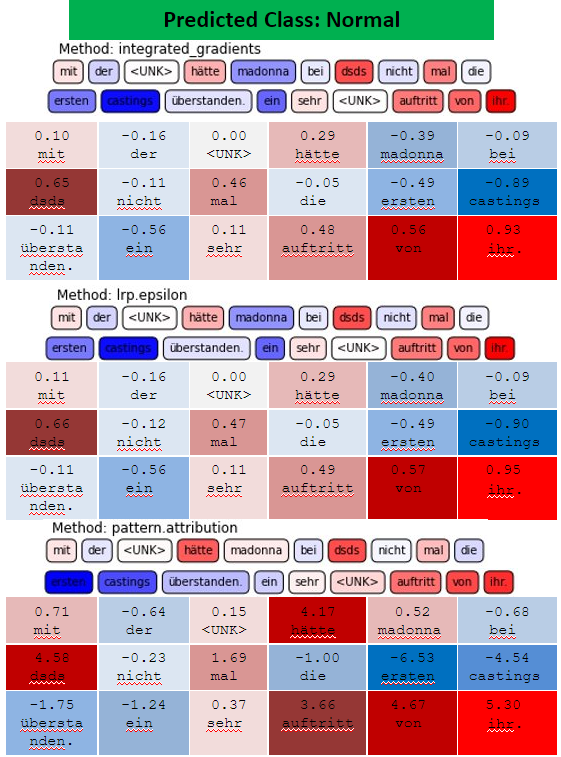 Predicted Class: Normal
Method: integrated_gradients
mit der <UNK> hätte madonna bei dsds nicht mal die
ersten castings überstanden. ein sehr <UNK> auftritt von ihr.
0.10 -0.16 0.00 0.29 -0.39 -0.09
mit der <UNK> hätte madonna bei
0.65 -0.11 0.46 -0.05 -0.49 -0.89
dsds nicht mal die ersten castings
-0.11 -0.56 0.11 0.48 0.56 0.93
übersta ein sehr auftritt von ihr.
nden.
Method: lrp.epsilon
mit der <UNK> hätte madonna bei dsds nicht mal die
ersten castings überstanden. ein sehr <UNK> auftritt von ihr.
0.11 -0.16 0.00 0.29 -0.40 -0.09
mit der <UNK> hätte madonna bei
0.66 -0.12 0.47 -0.05 -0.49 -0.90
dsds nicht mal die ersten castings
-0.11 -0.56 0.11 0.49 0.57 0.95
übersta ein sehr auftritt von ihr.
nden.
Method: pattern.attribution
mit der <UNK> hätte madonna bei dsds nicht mal die
ersten castings überstanden. ein sehr <UNK> auftritt von ihr.
0.71 -0.64 0.15 4.17 0.52 -0.68
mit der <UNK> hätte madonna bei
4.59 -0.23 1.69 -1.00 -6.53 -4.54
dsds nicht mal die ersten castings
-1.75 -1.24 0.37 3.66 4.67 5.30
übersta ein sehr auftritt von ihr.
nden.